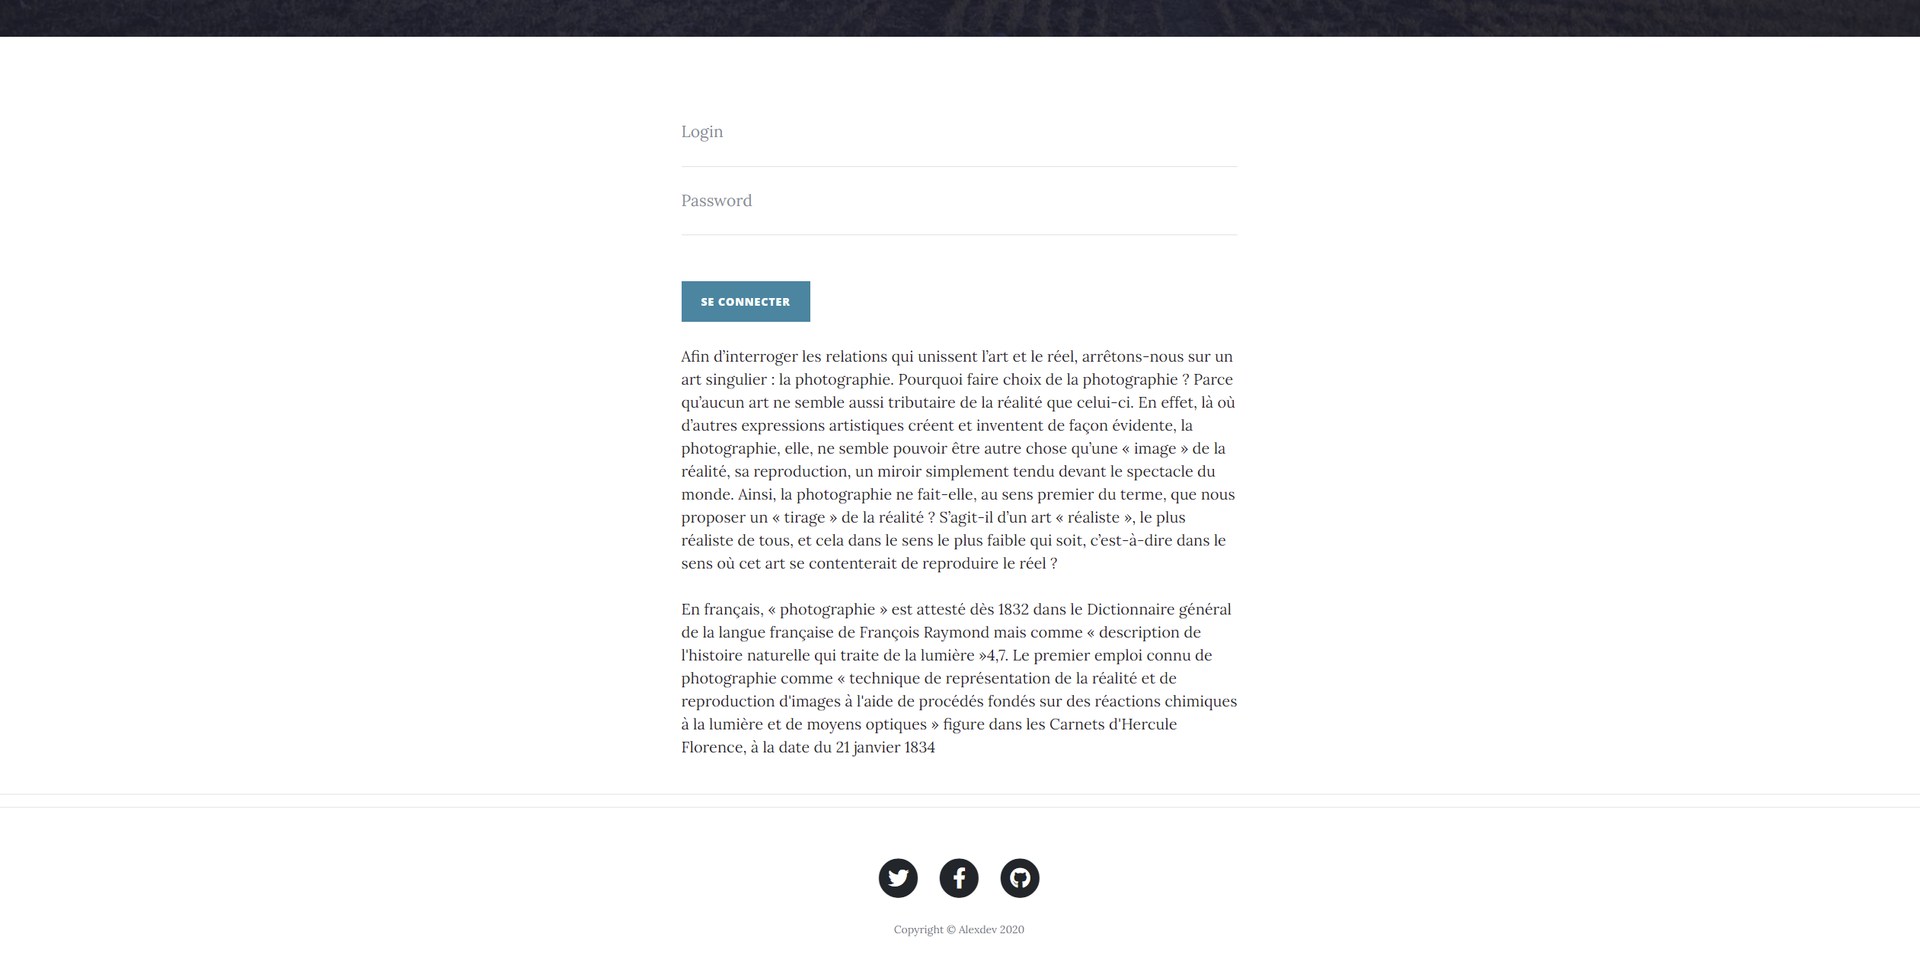 Login
Password
SE CONNECTER
Afin d’interroger les relations qui unissent l’art et le réel, arrêtons-nous sur un
art singulier : la photographie. Pourquoi faire choix de la photographie ? Parce
qu’aucun art ne semble aussi tributaire de la réalité que celui-ci. En effet, là où
d’autres expressions artistiques créent et inventent de façon évidente, la
photographie, elle, ne semble pouvoir être autre chose qu’une « image » de la
réalité, sa reproduction, un miroir simplement tendu devant le spectacle du
monde. Ainsi, la photographie ne fait-elle, au sens premier du terme, que nous
proposer un « tirage » de la réalité ? S’agit-il d’un art « réaliste », le plus
réaliste de tous, et cela dans le sens le plus faible qui soit, c’est-à-dire dans le
sens où cet art se contenterait de reproduire le réel ?
En français, « photographie » est attesté dès 1832 dans le Dictionnaire général
de la langue française de François Raymond mais comme « description de
l'histoire naturelle qui traite de la lumière »4,7. Le premier emploi connu de
photographie comme « technique de représentation de la réalité et de
reproduction d'images à l'aide de procédés fondés sur des réactions chimiques
à la lumière et de moyens optiques » figure dans les Carnets d'Hercule
Florence, à la date du 21 janvier 1834
Copyright © Alexdev 2020